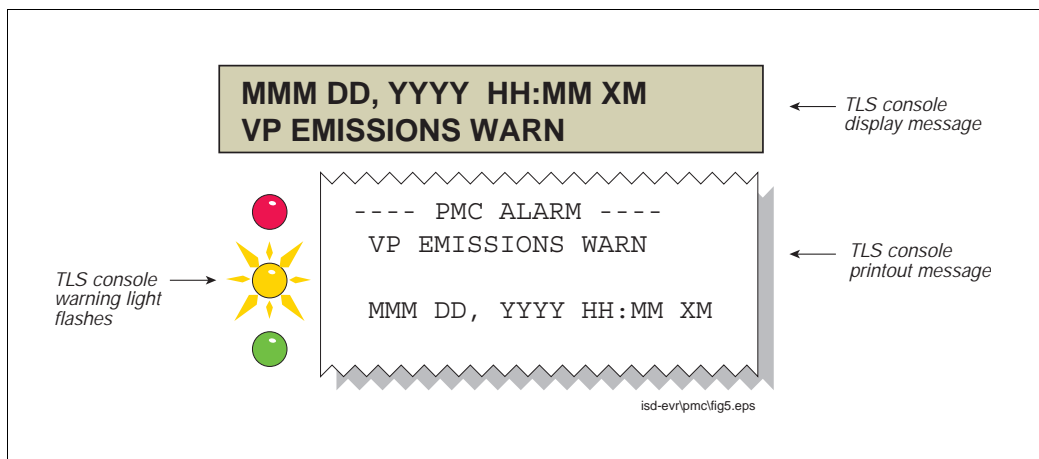 MMM DD, YYYY  HH:MM XM
VP EMISSIONS WARN
TLS console
display message
---- PMC ALARM ----
VP EMISSIONS WARN
MMM DD, YYYY HH:MM XM
TLS console
printout message
TLS console
warning light
flashes
isd-evr\pmc\fig5.eps